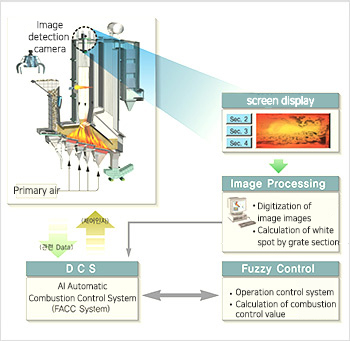 Image
detection
camera
Primary air
screen display
Sec. 2
Sec. 3
Sec. 4
Image Processing
• Digitization of
image images
• Calculation of white
spot by grate section
(제어인자)
(관련 Data)
D C S
AI Automatic
Combustion Control System
(FACC System)
Fuzzy Control
• Operation control system
• Calculation of combustion
control value